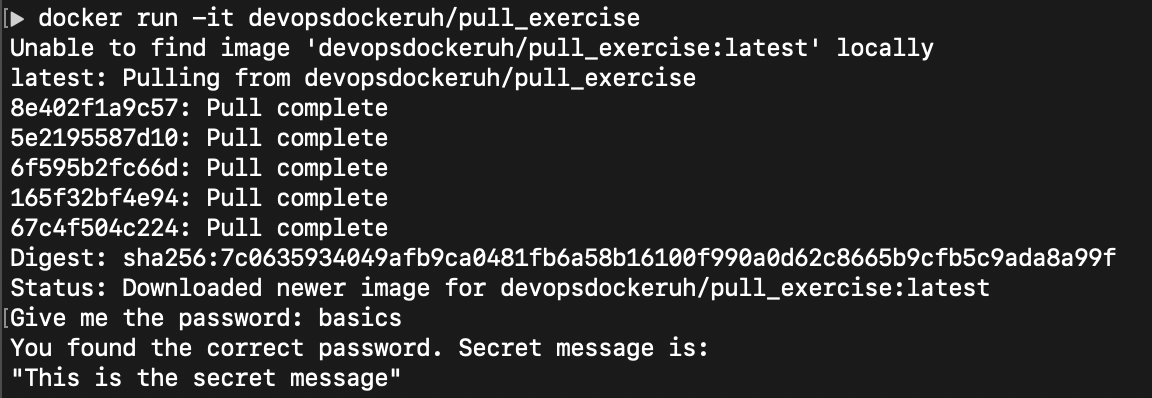 ▶ docker run -it devopsdockeruh/pull_exercise
Unable to find image 'devopsdockeruh/pull_exercise:latest' locally
latest: Pulling from devopsdockeruh/pull_exercise
8e402f1a9c57: Pull complete
5e2195587d10: Pull complete
6f595b2fc66d: Pull complete
165f32bf4e94: Pull complete
67c4f504c224: Pull complete
Digest: sha256:7c0635934049afb9ca0481fb6a58b16100f990a0d62c8665b9cfb5c9ada8a99f
Status: Downloaded newer image for devopsdockeruh/pull_exercise:latest
Give me the password: basics
You found the correct password. Secret message is:
"This is the secret message"